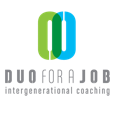 DUO FOR A JOB
intergenerational coaching